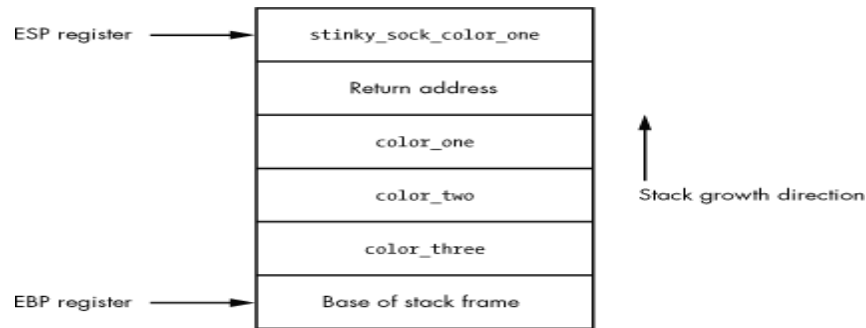 ESP register
stinky_sock_color_one
Return address
color_one
color_two
Stack growth direction
color_three
EBP register
Base of stack frame